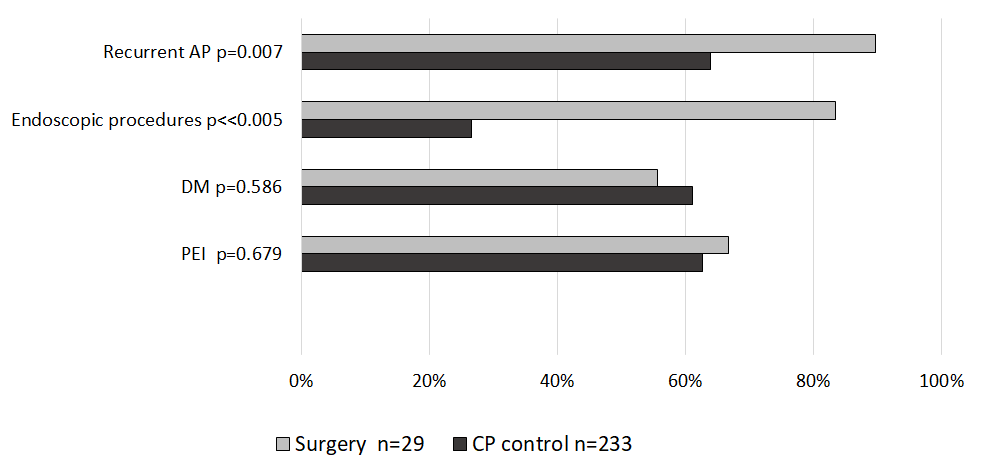 Recurrent AP p=0.007
Endoscopic procedures p<<0.005
DM p=0.586
PEI  p=0.679
0% 20% 40% 60% 80% 100%
Surgery  n=29 CP control n=233